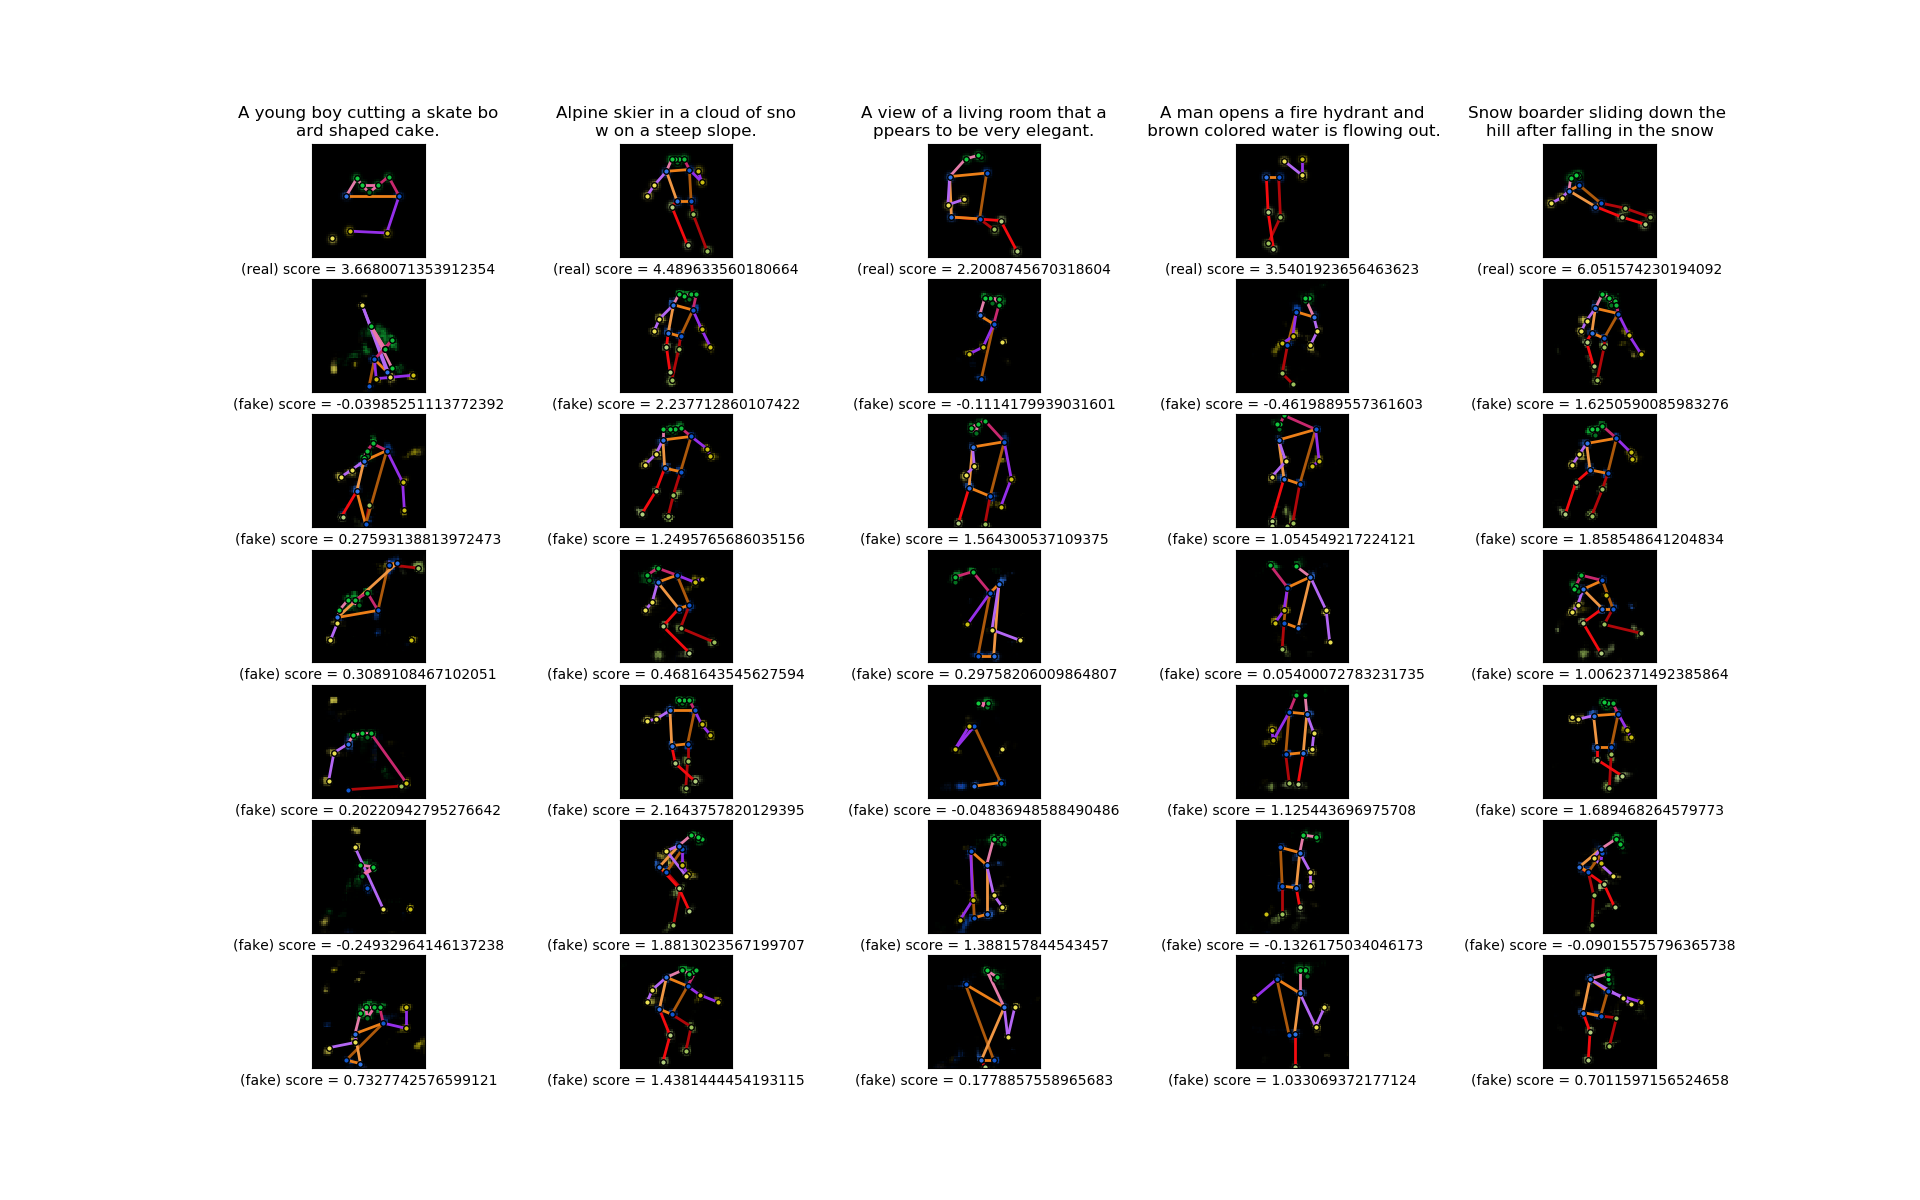 A young boy cutting a skate bo
ard shaped cake.
Alpine skier in a cloud of sno
w on a steep slope.
A view of a living room that a
ppears to be very elegant.
A man opens a fire hydrant and
brown colored water is flowing out.
Snow boarder sliding down the
hill after falling in the snow
(real) score = 3.6680071353912354
(real) score = 4.489633560180664
(real) score = 2.2008745670318604
(real) score = 3.5401923656463623
(real) score = 6.051574230194092
(fake) score = -0.03985251113772392
(fake) score = 2.237712860107422
(fake) score = -0.1114179939031601
(fake) score = -0.4619889557361603
(fake) score = 1.6250590085983276
(fake) score = 0.27593138813972473
(fake) score = 1.2495765686035156
(fake) score = 1.564300537109375
(fake) score = 1.054549217224121
(fake) score = 1.858548641204834
(fake) score = 0.3089108467102051
(fake) score = 0.4681643545627594
(fake) score = 0.29758206009864807
(fake) score = 0.05400072783231735
(fake) score = 1.0062371492385864
(fake) score = 0.20220942795276642
(fake) score = 2.1643757820129395
(fake) score = -0.04836948588490486
(fake) score = 1.125443696975708
(fake) score = 1.689468264579773
(fake) score = -0.24932964146137238
(fake) score = 1.8813023567199707
(fake) score = 1.388157844543457
(fake) score = -0.1326175034046173
(fake) score = -0.09015575796365738
(fake) score = 0.7327742576599121
(fake) score = 1.4381444454193115
(fake) score = 0.1778857558965683
(fake) score = 1.033069372177124
(fake) score = 0.7011597156524658